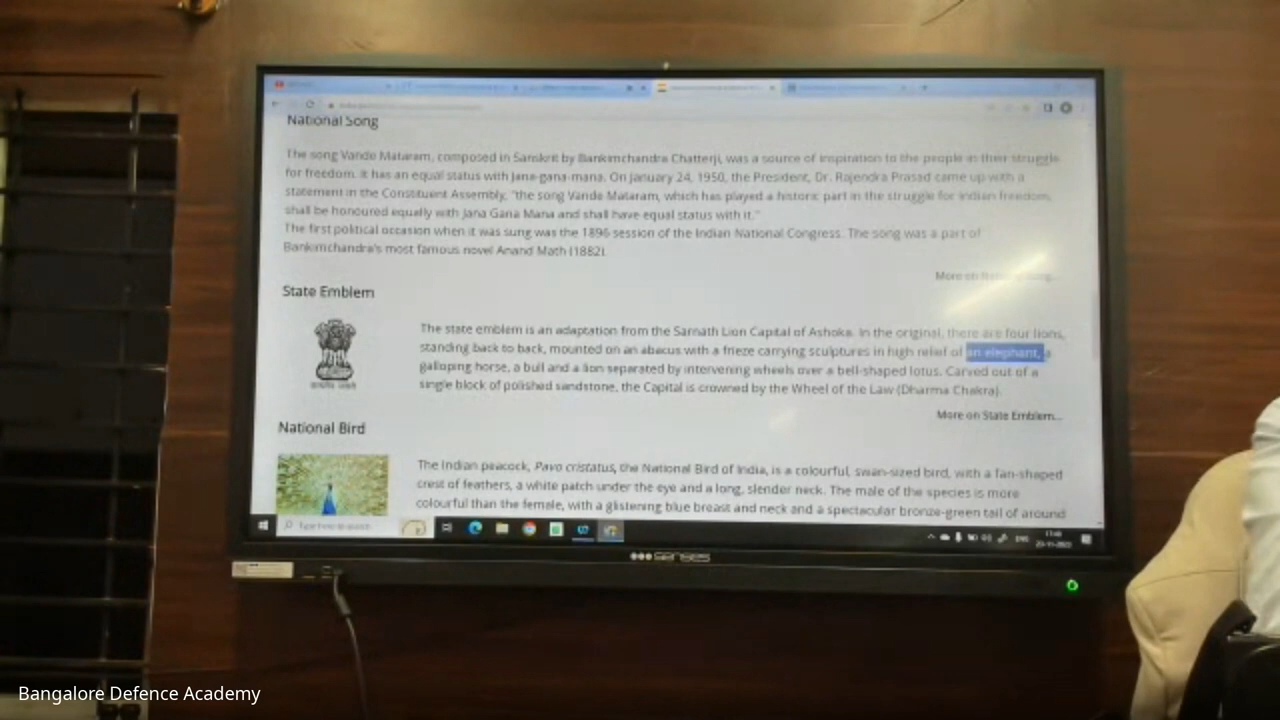 National Song
The song Vande Mataram, composed in Sanskrit by Bankimchandra Chatterji, was a source of inspiration to the people in their struggle
for freedom. It has an equal status with Jana-gana-mana. On January 24, 1950, the President, Dr. Rajendra Prasad came up with a
statement in the Constituent Assembly, "the song Vande Mataram, which has played a historic part in the struggle for Indian freedom,
shall be honoured equally with Jana Gana Mana and shall have equal status with it."
The first political occasion when it was sung was the 1896 session of the Indian National Congress. The song was a part of
Bankimchandra's most famous novel Anand Math (1882).
More on
State Emblem
The state emblem is an adaptation from the Sarnath Lion Capital of Ashoka. In the original, there are four lions,
standing back to back, mounted on an abacus with a frieze carrying sculptures in high relief of an elephant, a
galloping horse, a bull and a lion separated by intervening wheels over a bell-shaped lotus. Carved out of a
single block of polished sandstone, the Capital is crowned by the Wheel of the Law (Dharma Chakra).
More on State Emblem...
National Bird
The Indian peacock, Pavo cristatus, the National Bird of India, is a colourful, swan-sized bird, with a fan-shaped
crest of feathers, a white patch under the eye and a long, slender neck. The male of the species is more
colourful than the female, with a glistening blue breast and neck and a spectacular bronze-green tail of around
Type here to search
ENG
Bangalore Defence Academy